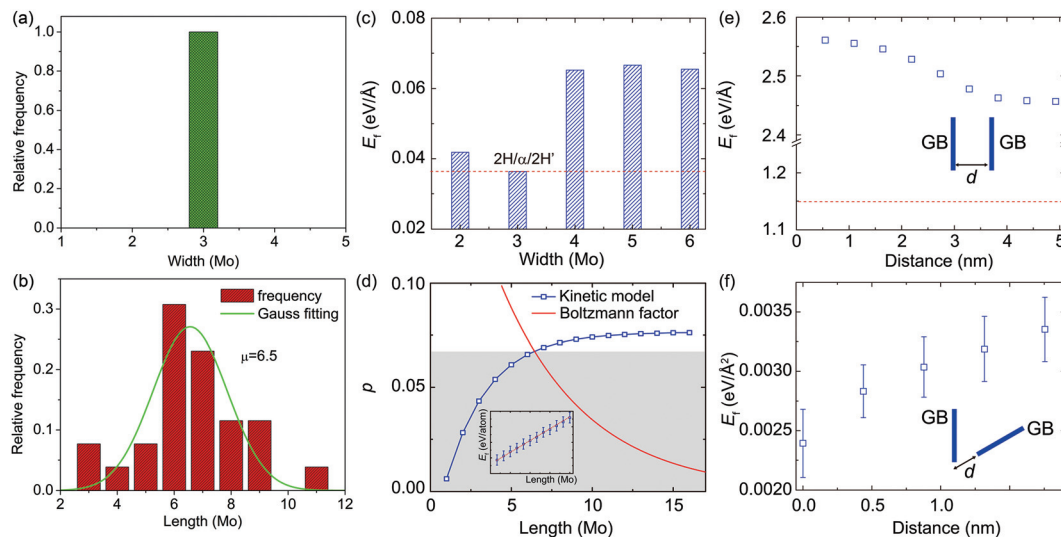 (a)
Relative frequency
1.0
0.8
0.6
0.4
0.2
0.0
1 2 3 4 5
Width (Mo)
(b)
Relative frequency
0.3
0.2
0.1
0.0
frequency
Gauss fitting
μ=6.5
2 4 6 8 10 12
Length (Mo)
(c)
Ef (eV/Å)
0.08
0.06
0.04
0.02
2H/α/2H'
2 3 4 5 6
Width (Mo)
(d)
p
0.10
0.05
0.00
Kinetic model
Boltzmann factor
Ef (eV/atom)
Length (Mo)
0 5 10 15
Length (Mo)
(e)
Ef (eV)
2.6
2.5
2.4
1.2
1.1
GB GB
d
0 1 2 3 4 5
Distance (nm)
(f)
Ef (eV/Å²)
0.0035
0.0030
0.0025
0.0020
GB
GB
d
0.0 0.5 1.0 1.5
Distance (nm)